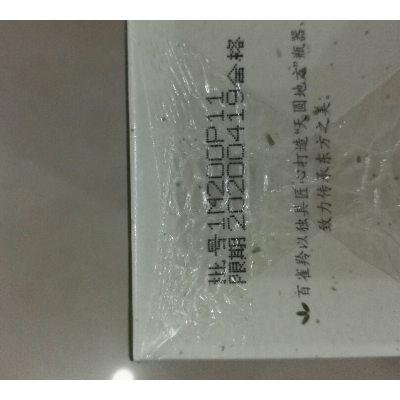 批号1M200P11
限期20200419合格
百雀羚以独具匠心打造“天圆地方”瓶器,
致力传承东方之美。